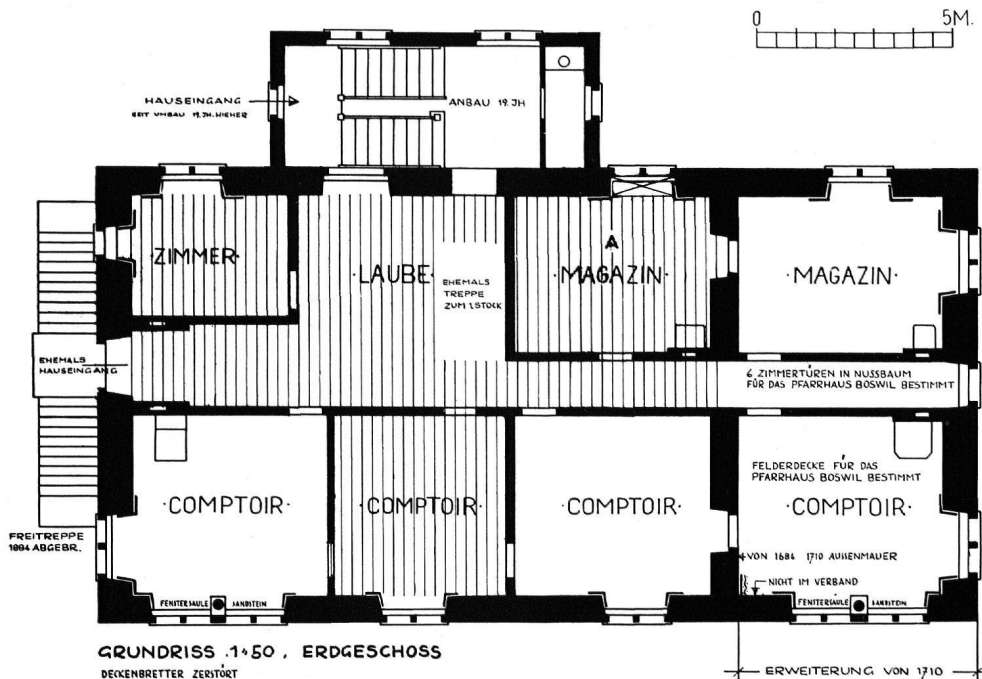 0 5M.
HAUSEINGANG
SEIT UMBAU 19.JH. HIEHER
ANBAU 19.JH
·ZIMMER·
·LAUBE·
EHEMALS
TREPPE
ZUM 1.STOCK
A
·MAGAZIN·
·MAGAZIN·
EHEMALS
HAUSEINGANG
6 ZIMMERTÜREN IN NUSSBAUM
FÜR DAS PFARRHAUS BOSWIL BESTIMMT
·COMPTOIR·
·COMPTOIR·
·COMPTOIR·
FELDERDECKE FÜR DAS
PFARRHAUS BOSWIL BESTIMMT
·COMPTOIR·
FREITREPPE
1884 ABGEBR.
VON 1684 1710 AUßENMAUER
NICHT IM VERBAND
FENSTERSÄULE SANDSTEIN
FENSTERSÄULE SANDSTEIN
GRUNDRISS 1:50. ERDGESCHOSS
DECKENBRETTER ZERSTÖRT
ERWEITERUNG VON 1710